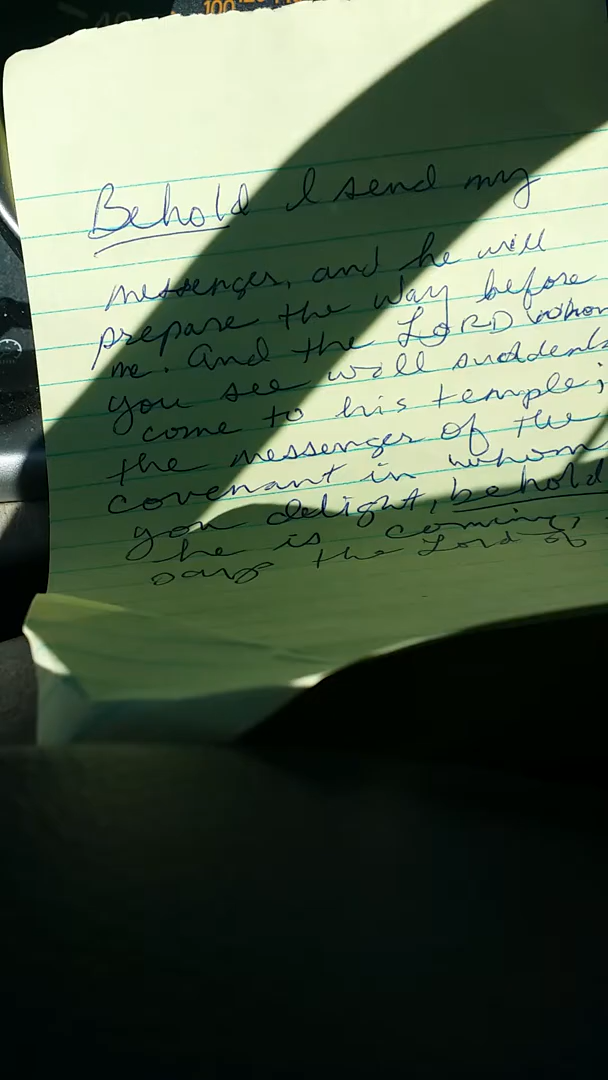 100
Behold I send my
messenger, and he will
prepare the way before
me. And the LORD whom
you see will suddenl
come to his temple;
the messenger of the
covenant in whom
you delight, behold
he is coming,
says the Lord of